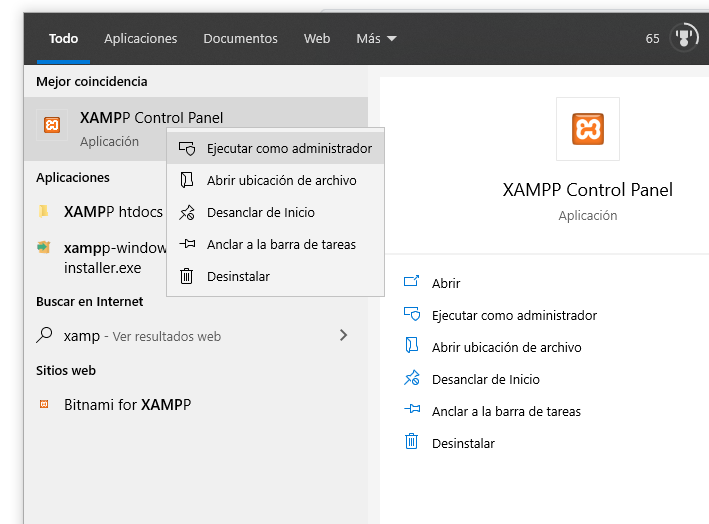 Todo Aplicaciones Documentos Web Más 65
Mejor coincidencia
XAMPP Control Panel
Aplicación
Ejecutar como administrador
Abrir ubicación de archivo
Desanclar de Inicio
Anclar a la barra de tareas
Desinstalar
Aplicaciones
XAMPP htdocs
xampp-window
installer.exe
Buscar en Internet
xamp - Ver resultados web
Sitios web
Bitnami for XAMPP
XAMPP Control Panel
Aplicación
Abrir
Ejecutar como administrador
Abrir ubicación de archivo
Desanclar de Inicio
Anclar a la barra de tareas
Desinstalar